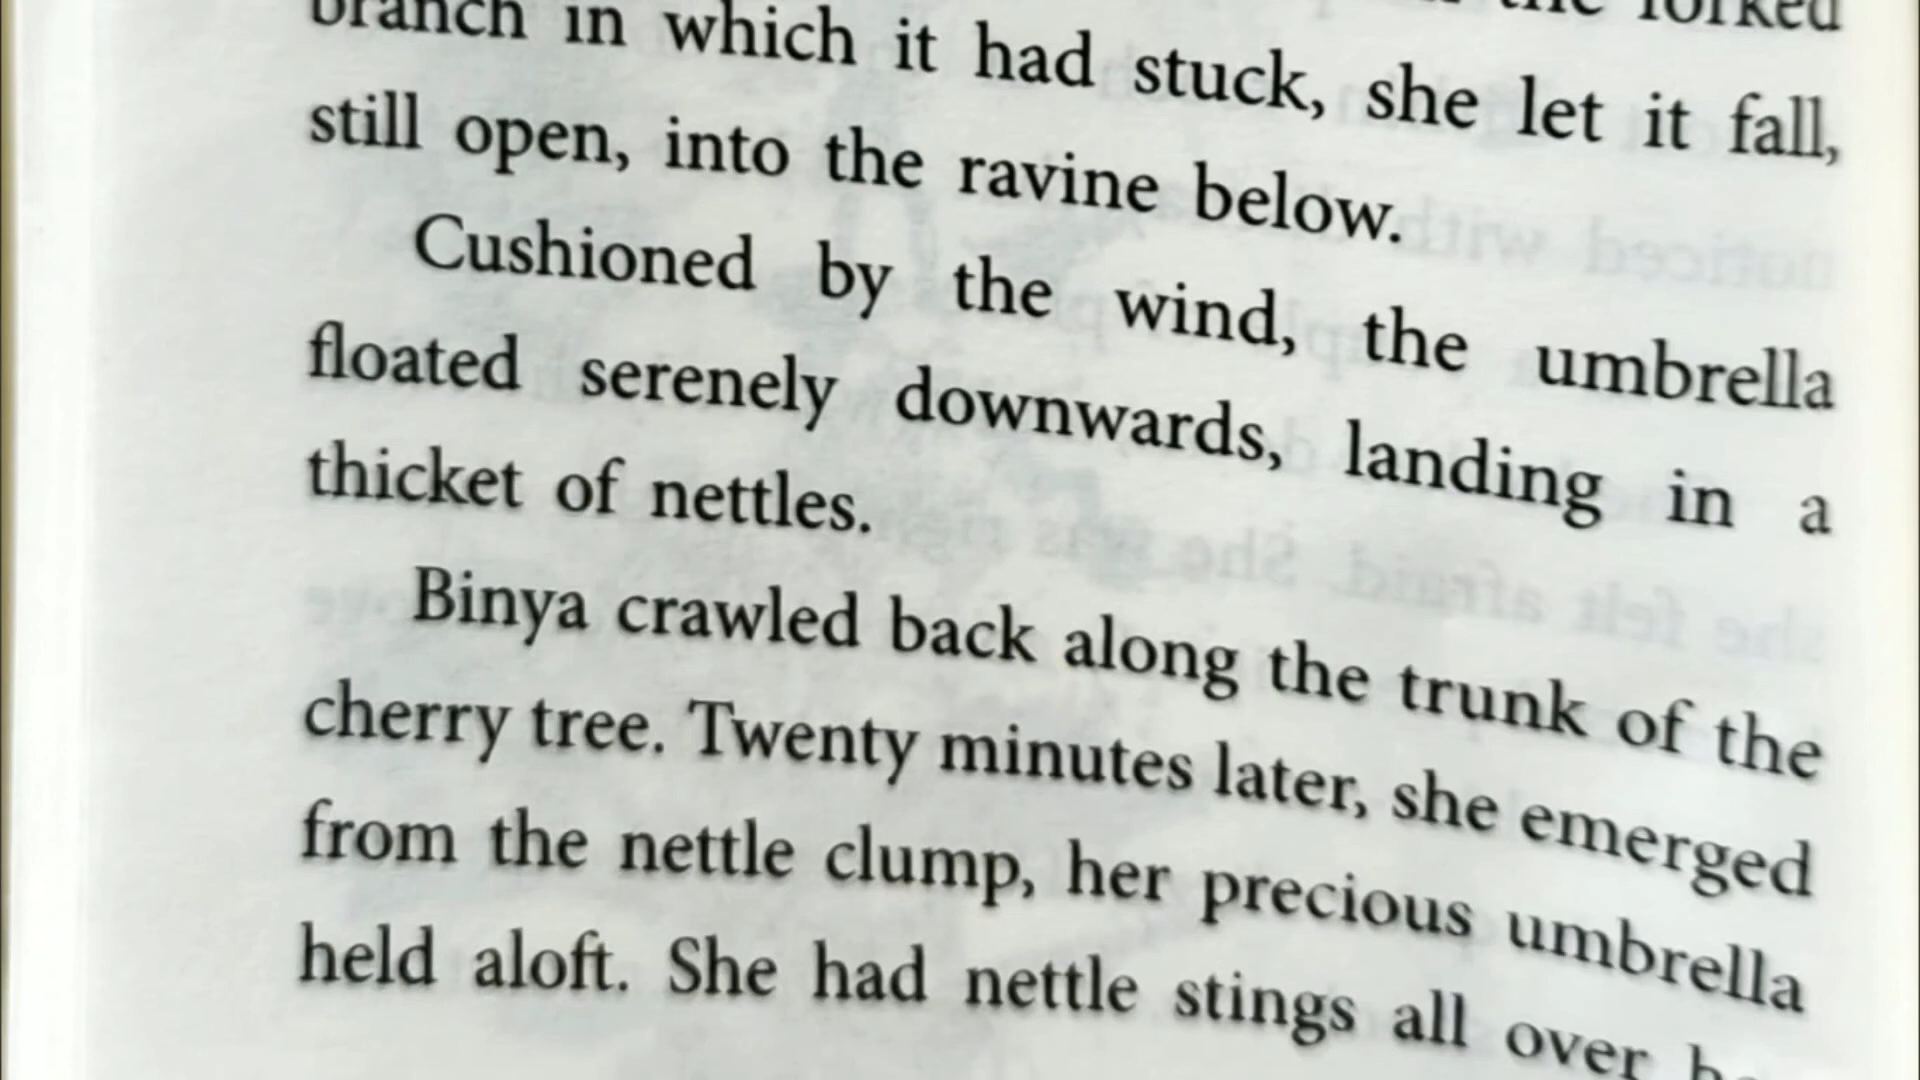 the forked
branch in which it had stuck, she let it fall,
still open, into the ravine below.
Cushioned by the wind, the umbrella
floated serenely downwards, landing in a
thicket of nettles.
Binya crawled back along the trunk of the
cherry tree. Twenty minutes later, she emerged
from the nettle clump, her precious umbrella
held aloft. She had nettle stings all over